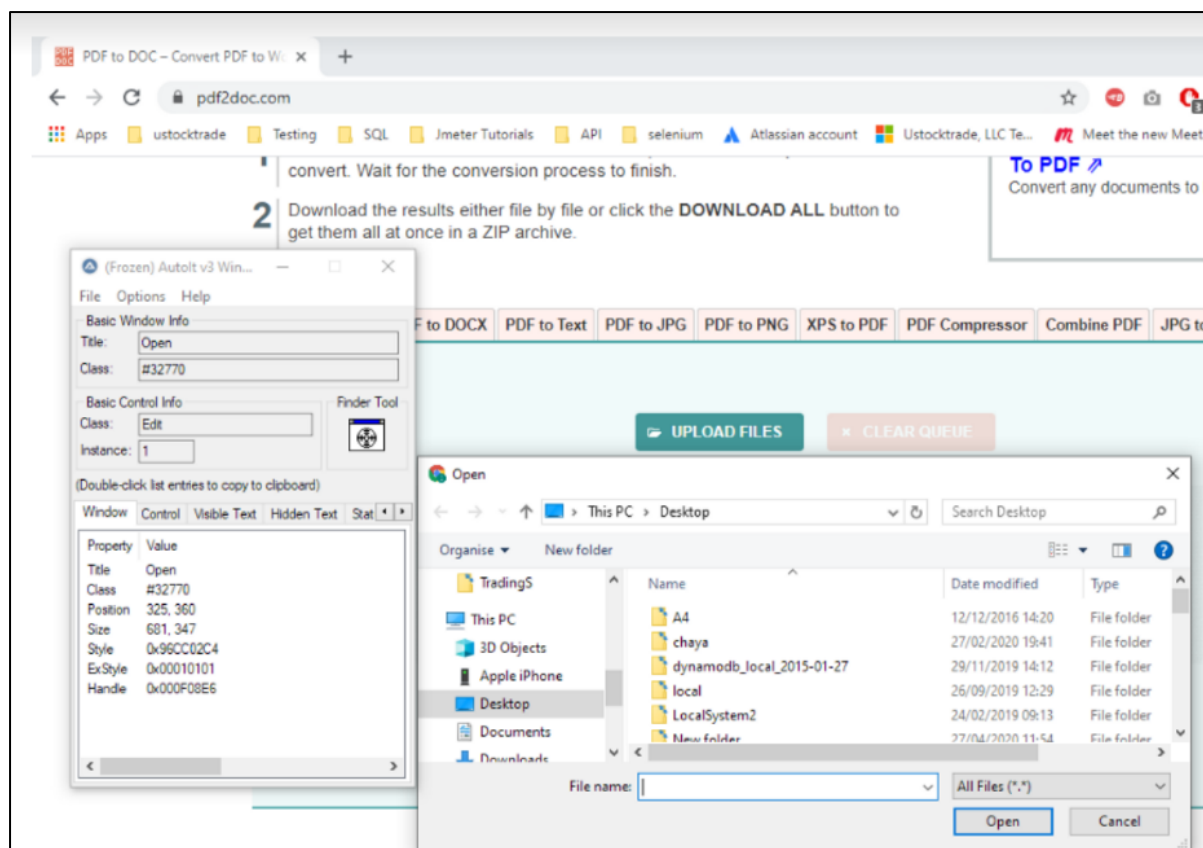 PDF to DOC – Convert PDF to Wo
pdf2doc.com
Apps ustocktrade Testing SQL Jmeter Tutorials API selenium Atlassian account Ustocktrade, LLC Te... Meet the new Meet
convert. Wait for the conversion process to finish.
2 Download the results either file by file or click the DOWNLOAD ALL button to
get them all at once in a ZIP archive.
To PDF
Convert any documents to
F to DOCX PDF to Text PDF to JPG PDF to PNG XPS to PDF PDF Compressor Combine PDF JPG to
UPLOAD FILES CLEAR QUEUE
(Frozen) AutoIt v3 Win...
File Options Help
Basic Window Info
Title: Open
Class: #32770
Basic Control Info
Finder Tool
Class: Edit
Instance: 1
(Double-click list entries to copy to clipboard)
Window Control Visible Text Hidden Text Stat
Property Value
Title Open
Class #32770
Position 325, 360
Size 681, 347
Style 0x96CC02C4
ExStyle 0x00010101
Handle 0x000F08E6
Open
This PC > Desktop
Search Desktop
Organise New folder
TradingS
This PC
3D Objects
Apple iPhone
Desktop
Documents
Downloads
Name Date modified Type
A4 12/12/2016 14:20 File folder
chaya 27/02/2020 19:41 File folder
dynamodb_local_2015-01-27 29/11/2019 14:12 File folder
local 26/09/2019 12:29 File folder
LocalSystem2 24/02/2019 09:13 File folder
New folder 27/04/2020 11:54 File folder
File name: All Files (*.*)
Open Cancel